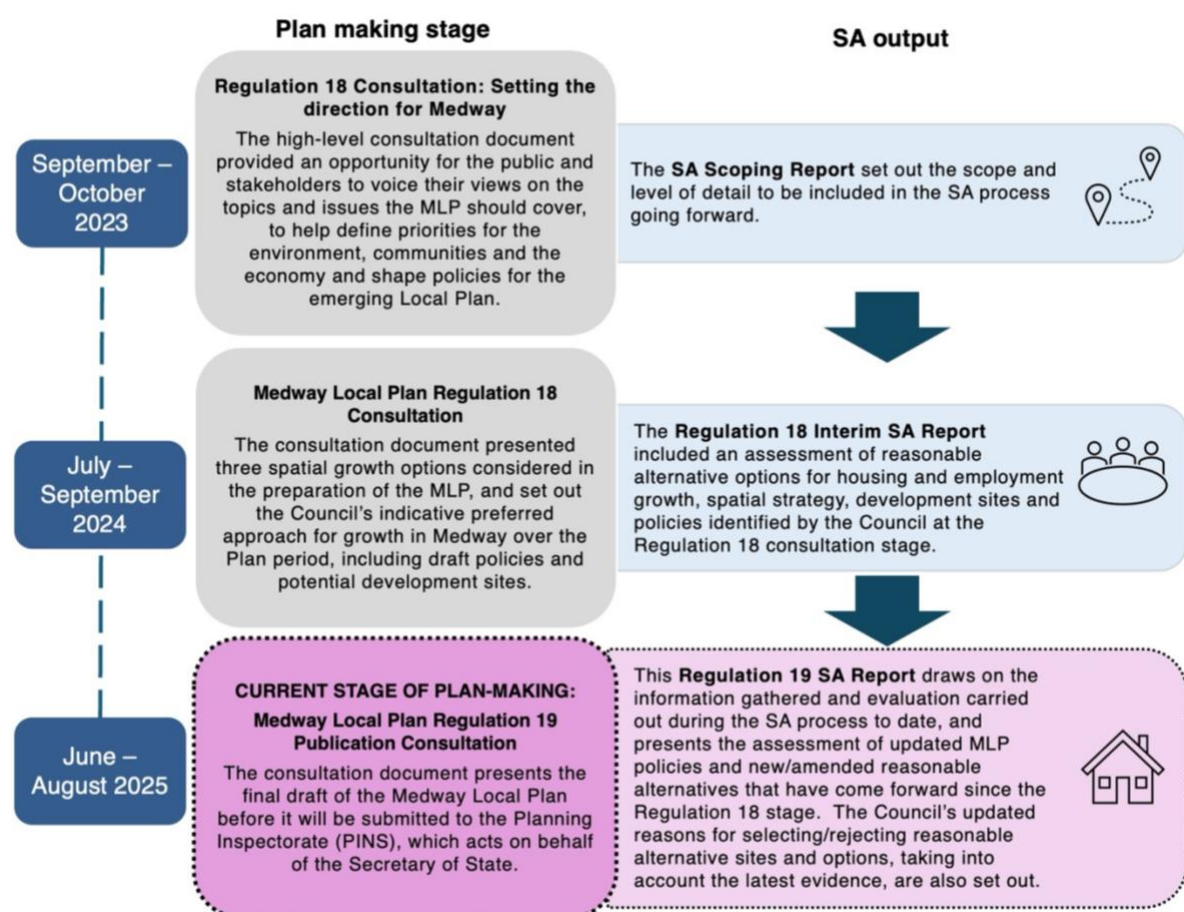 Plan making stage
SA output
September –
October
2023
Regulation 18 Consultation: Setting the
direction for Medway
The high-level consultation document
provided an opportunity for the public and
stakeholders to voice their views on the
topics and issues the MLP should cover,
to help define priorities for the
environment, communities and the
economy and shape policies for the
emerging Local Plan.
The SA Scoping Report set out the scope and
level of detail to be included in the SA process
going forward.
July –
September
2024
Medway Local Plan Regulation 18
Consultation
The consultation document presented
three spatial growth options considered in
the preparation of the MLP, and set out
the Council's indicative preferred
approach for growth in Medway over the
Plan period, including draft policies and
potential development sites.
The Regulation 18 Interim SA Report
included an assessment of reasonable
alternative options for housing and employment
growth, spatial strategy, development sites and
policies identified by the Council at the
Regulation 18 consultation stage.
June –
August 2025
CURRENT STAGE OF PLAN-MAKING:
Medway Local Plan Regulation 19
Publication Consultation
The consultation document presents the
final draft of the Medway Local Plan
before it will be submitted to the Planning
Inspectorate (PINS), which acts on behalf
of the Secretary of State.
This Regulation 19 SA Report draws on the
information gathered and evaluation carried
out during the SA process to date, and
presents the assessment of updated MLP
policies and new/amended reasonable
alternatives that have come forward since the
Regulation 18 stage.  The Council's updated
reasons for selecting/rejecting reasonable
alternative sites and options, taking into
account the latest evidence, are also set out.